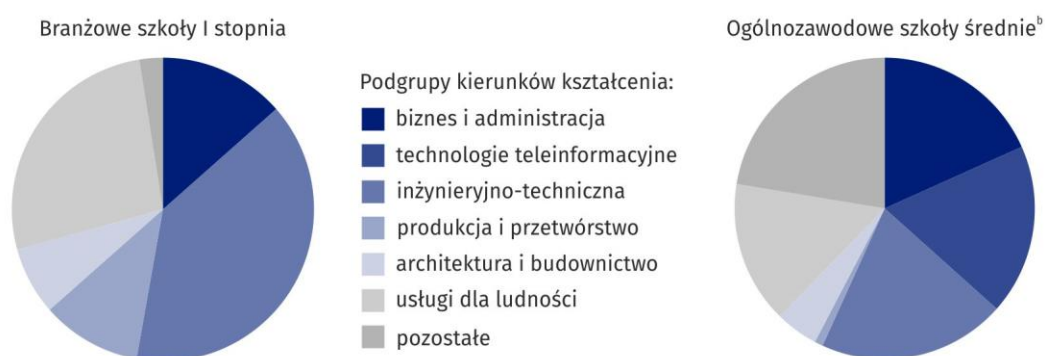 Branżowe szkoły I stopnia
Ogólnozawodowe szkoły średnieᵇ
Podgrupy kierunków kształcenia:
biznes i administracja
technologie teleinformacyjne
inżynieryjno-techniczna
produkcja i przetwórstwo
architektura i budownictwo
usługi dla ludności
pozostałe